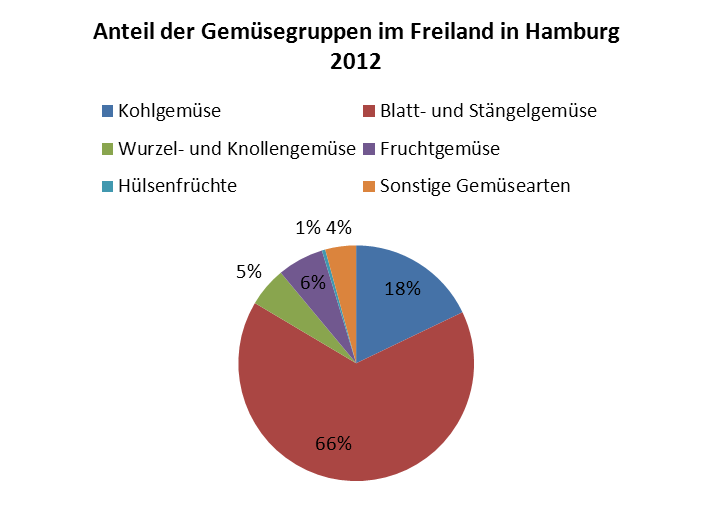 Anteil der Gemüsegruppen im Freiland in Hamburg
2012
Kohlgemüse
Blatt- und Stängelgemüse
Wurzel- und Knollengemüse
Fruchtgemüse
Hülsenfrüchte
Sonstige Gemüsearten
1% 4%
5%
6%
18%
66%